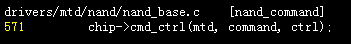 drivers/mtd/nand/nand_base.c    [nand_command]
571        chip->cmd_ctrl(mtd, command, ctrl);